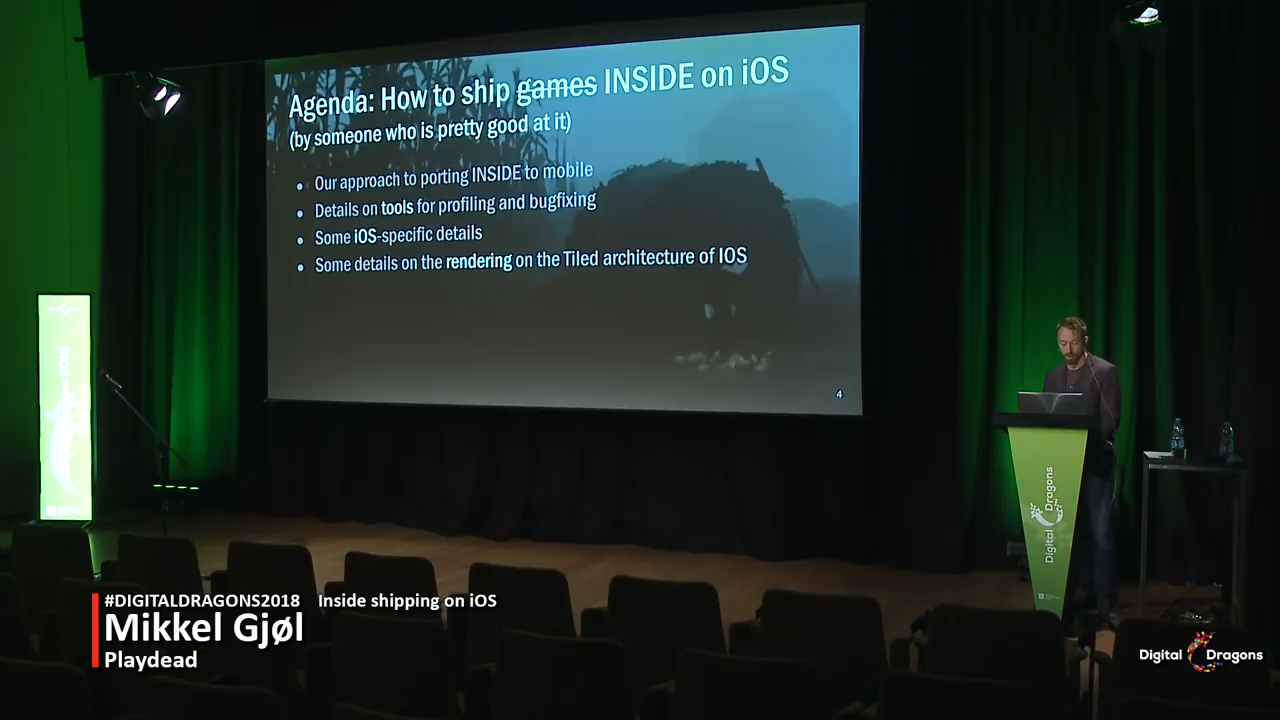 Agenda: How to ship games INSIDE on iOS
(by someone who is pretty good at it)
• Our approach to porting INSIDE to mobile
• Details on tools for profiling and bugfixing
• Some iOS-specific details
• Some details on the rendering on the Tiled architecture of IOS
4
Digital Dragons
#DIGITALDRAGONS2018 Inside shipping on iOS
Mikkel Gjøl
Playdead
Digital Dragons